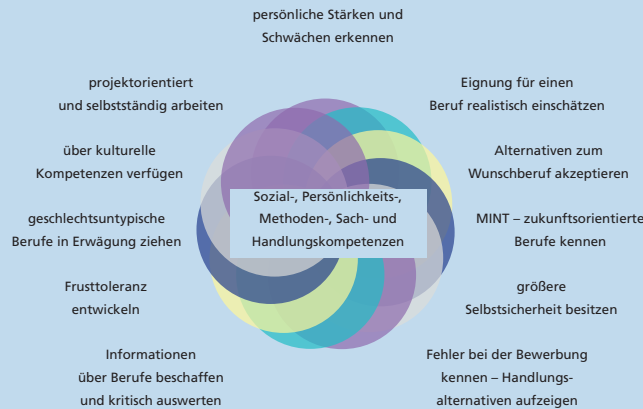 persönliche Stärken und
Schwächen erkennen
projektorientiert
und selbstständig arbeiten
Eignung für einen
Beruf realistisch einschätzen
über kulturelle
Kompetenzen verfügen
Alternativen zum
Wunschberuf akzeptieren
Sozial-, Persönlichkeits-,
Methoden-, Sach- und
Handlungskompetenzen
geschlechtsuntypische
Berufe in Erwägung ziehen
MINT – zukunftsorientierte
Berufe kennen
Frusttoleranz
entwickeln
größere
Selbstsicherheit besitzen
Informationen
über Berufe beschaffen
und kritisch auswerten
Fehler bei der Bewerbung
kennen – Handlungs-
alternativen aufzeigen